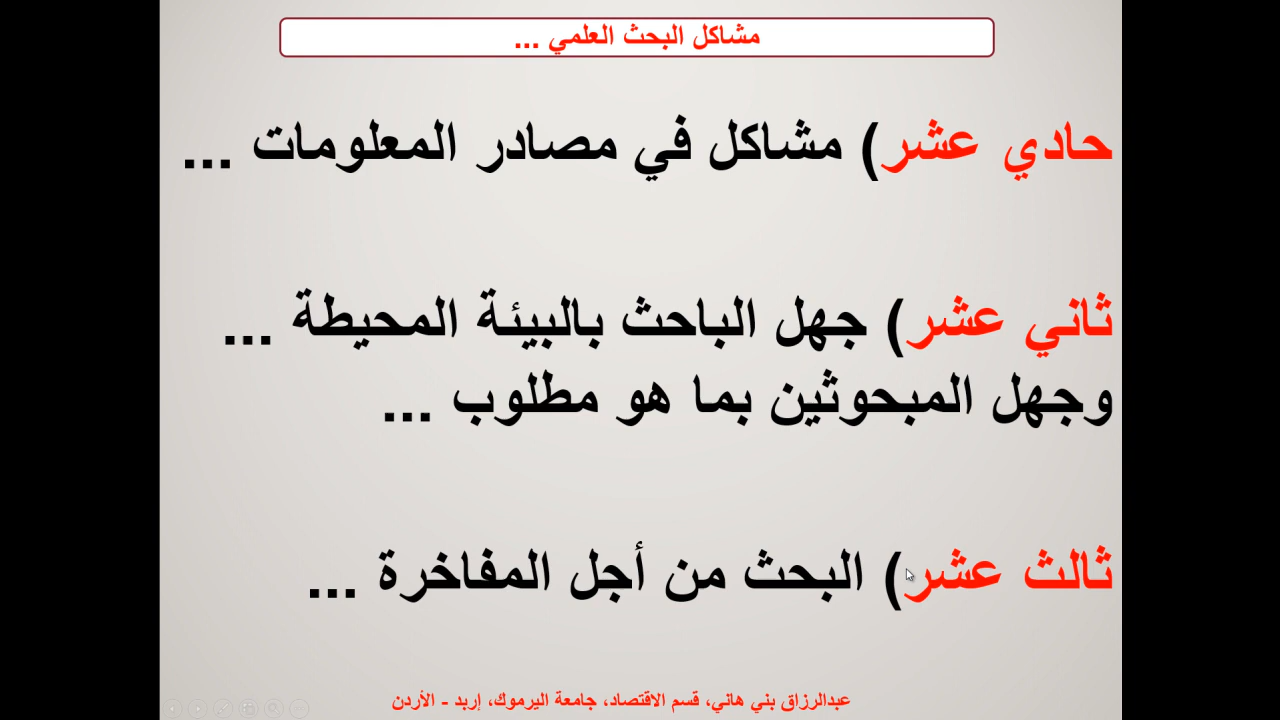 مشاكل البحث العلمي ...
حادي عشر) مشاكل في مصادر المعلومات ...
ثاني عشر) جهل الباحث بالبيئة المحيطة ...
وجهل المبحوثين بما هو مطلوب ...
ثالث عشر) البحث من أجل المفاخرة ...
عبدالرزاق بني هاني، قسم الاقتصاد، جامعة اليرموك، إربد - الأردن